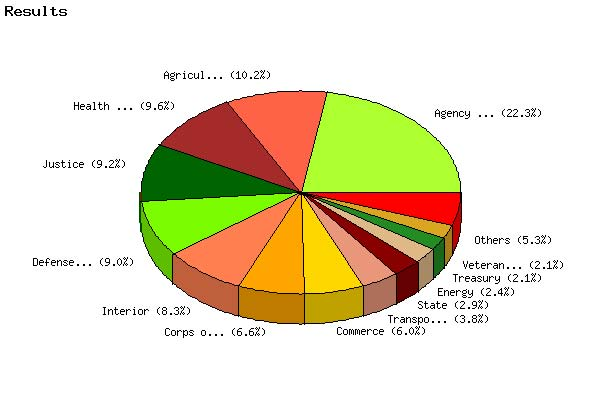 Results
Agricul... (10.2%)
Health ... (9.6%)
Agency ... (22.3%)
Justice (9.2%)
Others (5.3%)
Defense... (9.0%)
Veteran... (2.1%)
Treasury (2.1%)
Energy (2.4%)
State (2.9%)
Interior (8.3%)
Transpo... (3.8%)
Corps o... (6.6%)
Commerce (6.0%)